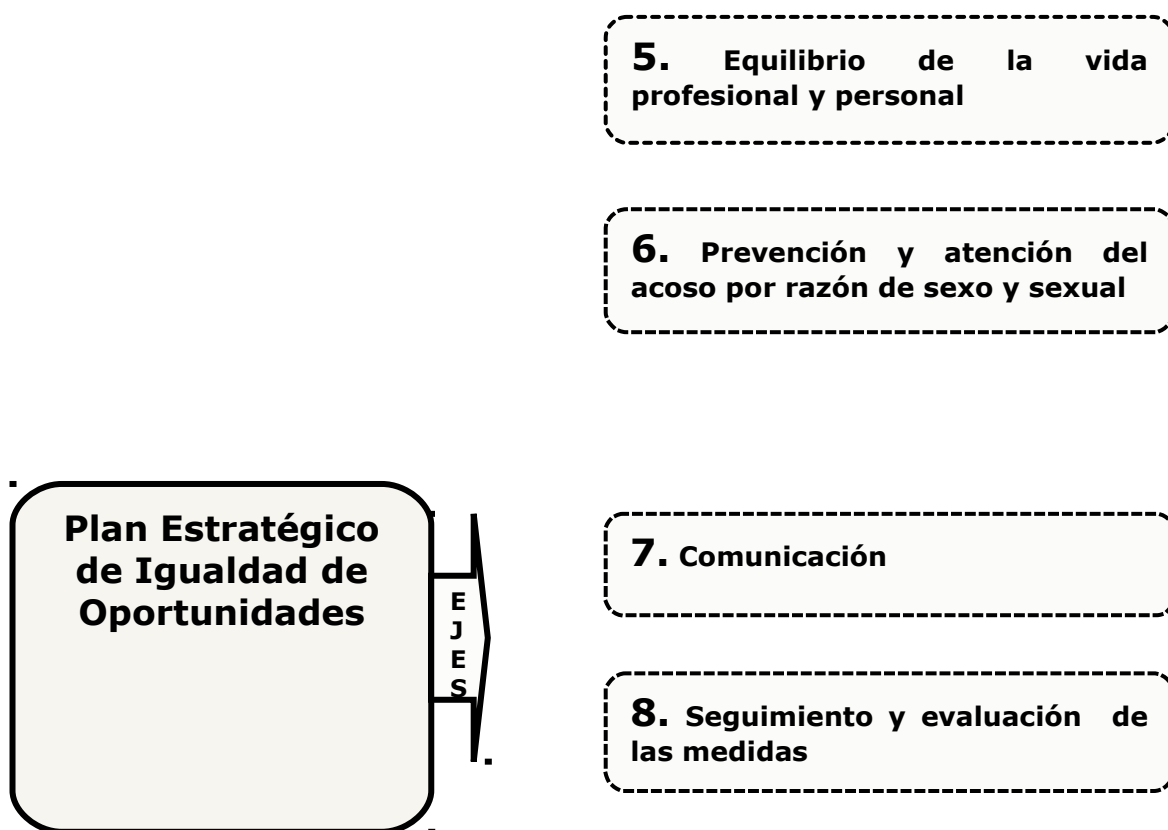 5. Equilibrio de la vida
profesional y personal
6. Prevención y atención del
acoso por razón de sexo y sexual
Plan Estratégico
de Igualdad de
Oportunidades
E
J
E
S
7. Comunicación
8. Seguimiento y evaluación de
las medidas